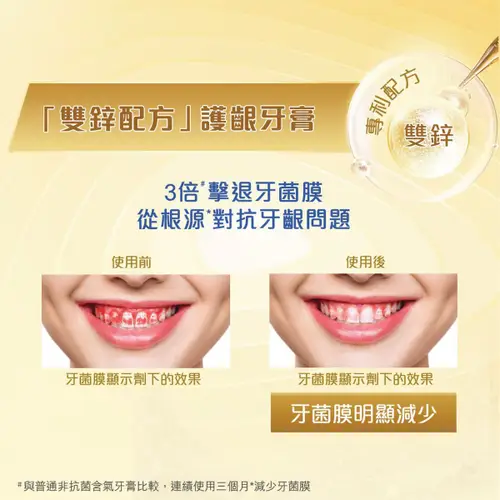 「雙鋅配方」護齦牙膏
專利配方
雙鋅
3倍#擊退牙菌膜
從根源*對抗牙齦問題
使用前
使用後
牙菌膜顯示劑下的效果
牙菌膜顯示劑下的效果
牙菌膜明顯減少
#與普通非抗菌含氟牙膏比較，連續使用三個月*減少牙菌膜